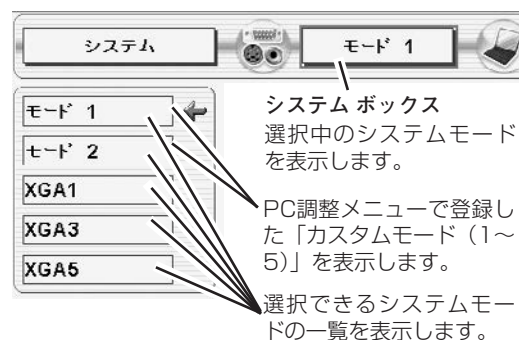 システム
モード 1
モード 1
モード 2
XGA1
XGA3
XGA5
システム ボックス
選択中のシステムモード
を表示します。
PC調整メニューで登録し
た「カスタムモード（1〜
5）」を表示します。
選択できるシステムモー
ドの一覧を表示します。